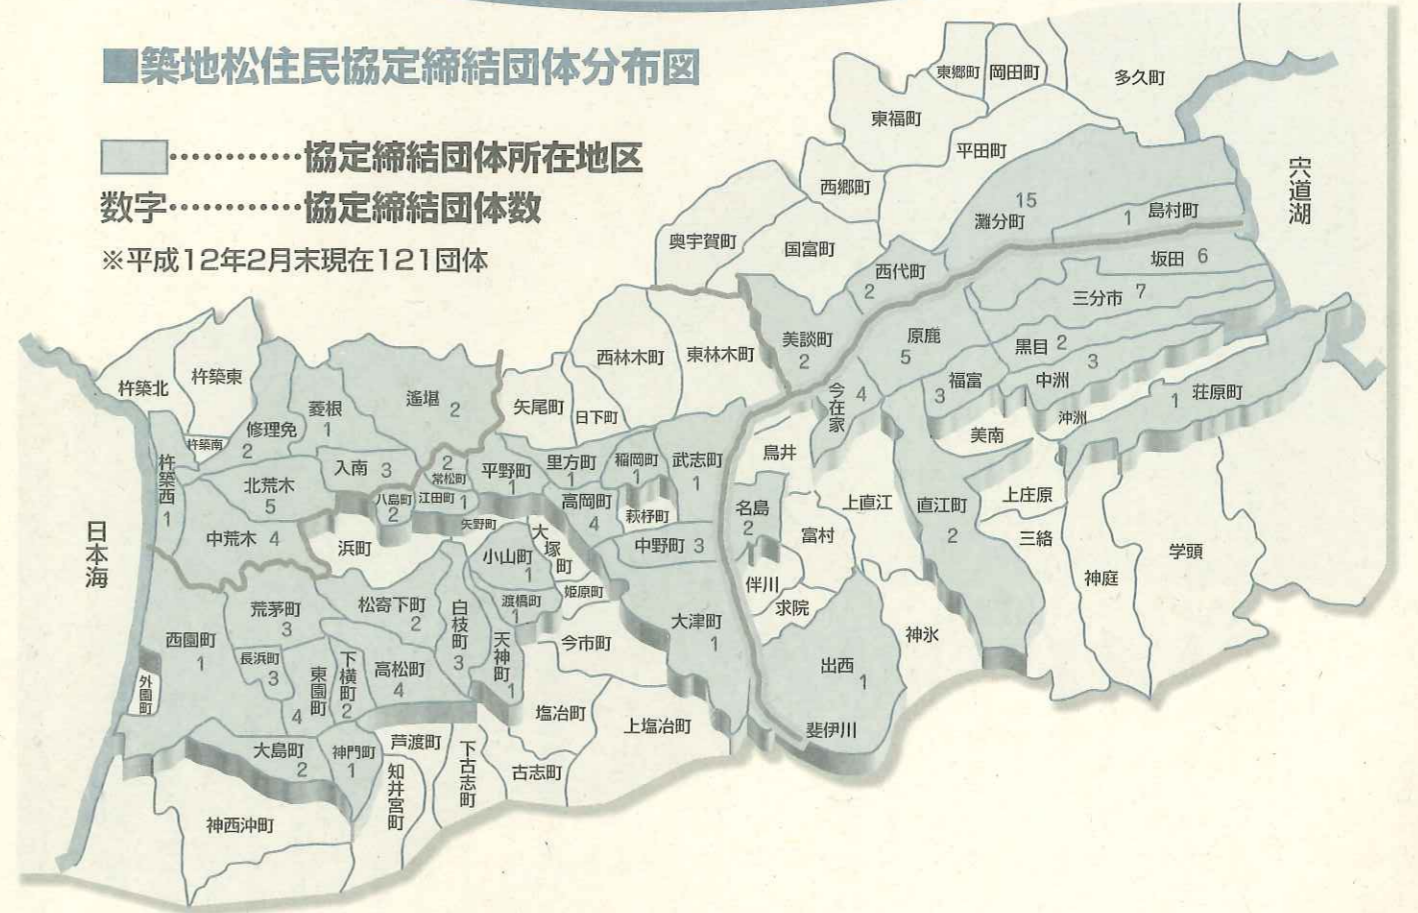 ■築地松住民協定締結団体分布図
…………協定締結団体所在地区
数字…………協定締結団体数
※平成12年2月末現在121団体
東郷町
岡田町
多久町
東福町
平田町
西郷町
宍道湖
15
灘分町
1 島村町
奥宇賀町
国富町
西代町
2
坂田 6
三分市 7
美談町
2
原鹿
5
黒目 2
3
中洲
福富
3
1
沖洲
1 荘原町
美南
今在家
4
西林木町
東林木町
杵築北
杵築東
杵築南
修理免
2
菱根
1
遙堪
2
矢尾町
日下町
杵築西
1
北荒木
5
入南 3
2
常松町
平野町
1
里方町
1
稲岡町
1
武志町
1
鳥井
八島町
2
江田町 1
高岡町
4
萩杼町
名島
2
上直江
直江町
2
上庄原
日本海
中荒木 4
浜町
矢野町
小山町
1
大塚町
中野町 3
富村
三絡
学頭
神庭
伴川
求院
姫原町
渡橋町
1
荒茅町
3
松寄下町
2
白枝町
3
天神町
1
今市町
大津町
1
神氷
出西
1
西園町
1
長浜町
3
東園町
4
下横町
2
高松町
4
外園町
塩冶町
上塩冶町
斐伊川
大島町
2
神門町
1
芦渡町
知井宮町
下古志町
古志町
神西沖町